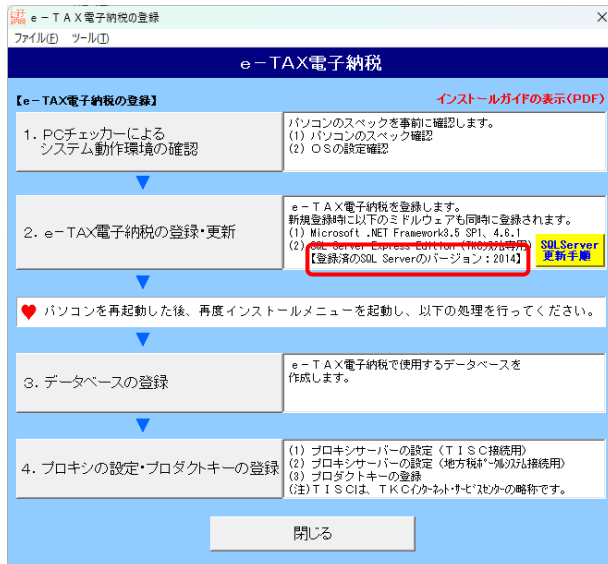 e－TAX電子納税の登録
ファイル(F) ツール(T)
e－TAX電子納税
【e－TAX電子納税の登録】
インストールガイドの表示(PDF)
1. PCチェッカーによる
システム動作環境の確認
パソコンのスペックを事前に確認します。
(1) パソコンのスペック確認
(2) ＯＳの設定確認
2. e－TAX電子納税の登録・更新
e－TAX電子納税を登録します。
新規登録時に以下のミドルウェアも同時に登録されます。
(1) Microsoft .NET Framework3.5 SP1、4.6.1
(2) SQL Server Express Edition (TKCｼｽﾃﾑ専用)
【登録済のSQL Serverのバージョン：2014】
SQLServer
更新手順
♥ パソコンを再起動した後、再度インストールメニューを起動し、以下の処理を行ってください。
3. データベースの登録
e－TAX電子納税で使用するデータベースを
作成します。
4. プロキシの設定・プロダクトキーの登録
(1) プロキシサーバーの設定（ＴＩＳＣ接続用）
(2) プロキシサーバーの設定（地方税ﾎﾟｰﾀﾙｼｽﾃﾑ接続用）
(3) プロダクトキーの登録
(注)ＴＩＳＣは、ＴＫＣｲﾝﾀｰﾈｯﾄ･ｻｰﾋﾞｽｾﾝﾀｰの略称です。
閉じる